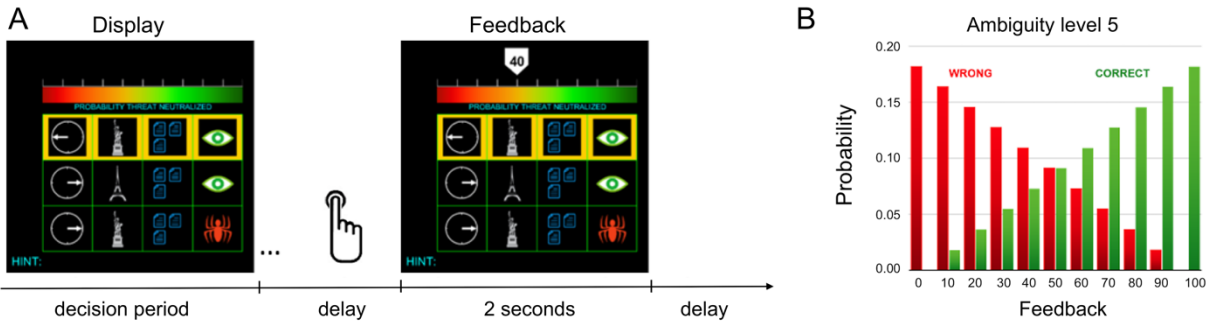 A
Display
Feedback
40
PROBABILITY THREAT NEUTRALIZED
PROBABILITY THREAT NEUTRALIZED
HINT:
...
HINT:
decision period
delay
2 seconds
delay
B
Ambiguity level 5
0.20
WRONG
CORRECT
0.15
Probability
0.10
0.05
0.00
0 10 20 30 40 50 60 70 80 90 100
Feedback